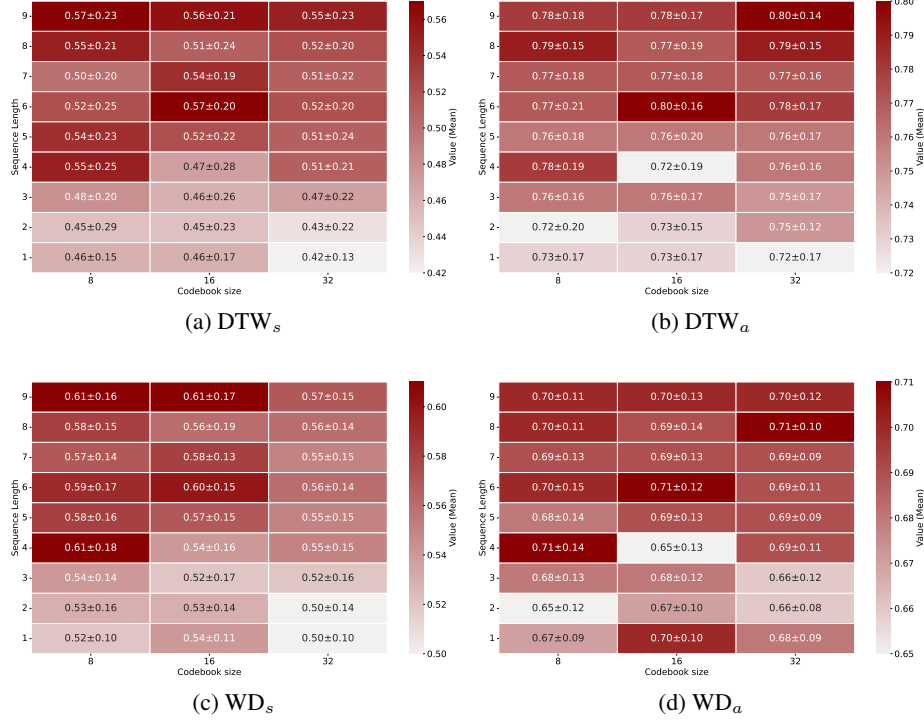 9 0.57±0.23 0.56±0.21 0.55±0.23
8 0.55±0.21 0.51±0.24 0.52±0.20
7 0.50±0.20 0.54±0.19 0.51±0.22
6 0.52±0.25 0.57±0.20 0.52±0.20
5 0.54±0.23 0.52±0.22 0.51±0.24
4 0.55±0.25 0.47±0.28 0.51±0.21
3 0.48±0.20 0.46±0.26 0.47±0.22
2 0.45±0.29 0.45±0.23 0.43±0.22
1 0.46±0.15 0.46±0.17 0.42±0.13
8 16 32
Codebook size
Sequence Length
0.56
0.54
0.52
0.50
0.48
0.46
0.44
0.42
Value (Mean)
(a) DTWs
9 0.78±0.18 0.78±0.17 0.80±0.14
8 0.79±0.15 0.77±0.19 0.79±0.15
7 0.77±0.18 0.77±0.18 0.77±0.16
6 0.77±0.21 0.80±0.16 0.78±0.17
5 0.76±0.18 0.76±0.20 0.76±0.17
4 0.78±0.19 0.72±0.19 0.76±0.16
3 0.76±0.16 0.76±0.17 0.75±0.17
2 0.72±0.20 0.73±0.15 0.75±0.12
1 0.73±0.17 0.73±0.17 0.72±0.17
8 16 32
Codebook size
Sequence Length
0.80
0.79
0.78
0.77
0.76
0.75
0.74
0.73
0.72
Value (Mean)
(b) DTWa
9 0.61±0.16 0.61±0.17 0.57±0.15
8 0.58±0.15 0.56±0.19 0.56±0.14
7 0.57±0.14 0.58±0.13 0.55±0.15
6 0.59±0.17 0.60±0.15 0.56±0.14
5 0.58±0.16 0.57±0.15 0.55±0.15
4 0.61±0.18 0.54±0.16 0.55±0.15
3 0.54±0.14 0.52±0.17 0.52±0.16
2 0.53±0.16 0.53±0.14 0.50±0.14
1 0.52±0.10 0.54±0.11 0.50±0.10
8 16 32
Codebook size
Sequence Length
0.60
0.58
0.56
0.54
0.52
0.50
Value (Mean)
(c) WDs
9 0.70±0.11 0.70±0.13 0.70±0.12
8 0.70±0.11 0.69±0.14 0.71±0.10
7 0.69±0.13 0.69±0.13 0.69±0.09
6 0.70±0.15 0.71±0.12 0.69±0.11
5 0.68±0.14 0.69±0.13 0.69±0.09
4 0.71±0.14 0.65±0.13 0.69±0.11
3 0.68±0.13 0.68±0.12 0.66±0.12
2 0.65±0.12 0.67±0.10 0.66±0.08
1 0.67±0.09 0.70±0.10 0.68±0.09
8 16 32
Codebook size
Sequence Length
0.71
0.70
0.69
0.68
0.67
0.66
0.65
Value (Mean)
(d) WDa